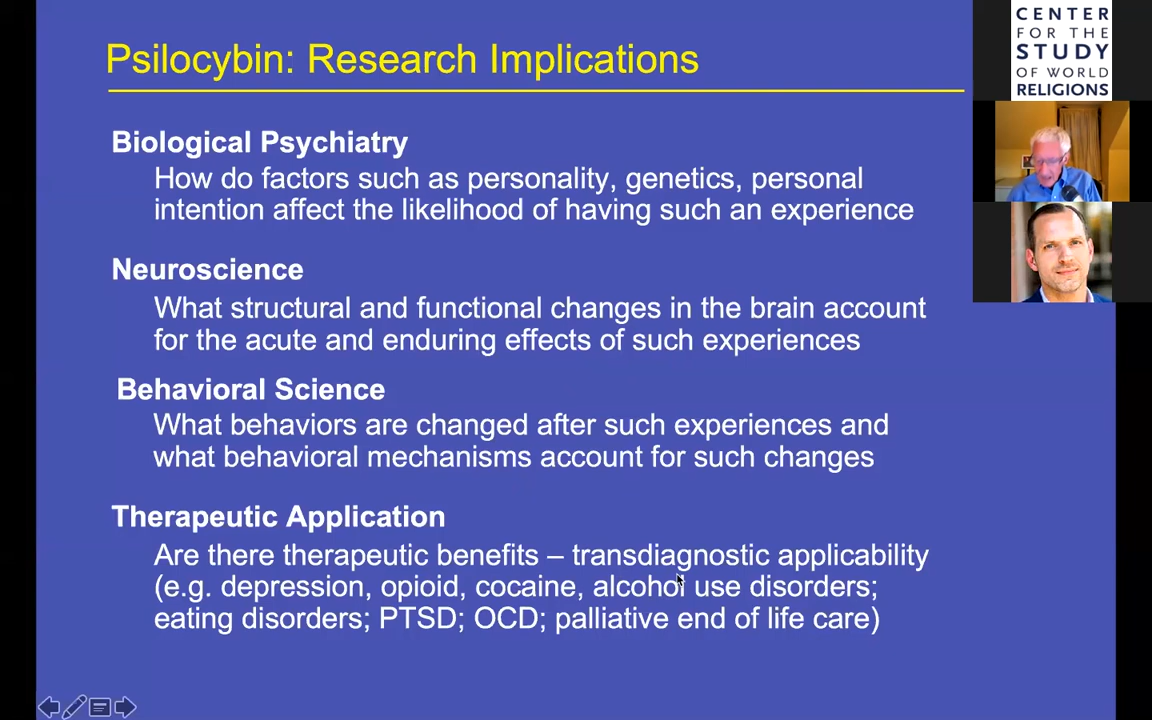 Psilocybin: Research Implications
Biological Psychiatry
How do factors such as personality, genetics, personal
intention affect the likelihood of having such an experience
Neuroscience
What structural and functional changes in the brain account
for the acute and enduring effects of such experiences
Behavioral Science
What behaviors are changed after such experiences and
what behavioral mechanisms account for such changes
Therapeutic Application
Are there therapeutic benefits – transdiagnostic applicability
(e.g. depression, opioid, cocaine, alcohol use disorders;
eating disorders; PTSD; OCD; palliative end of life care)
CENTER
FOR THE
STUDY
OF WORLD
RELIGIONS